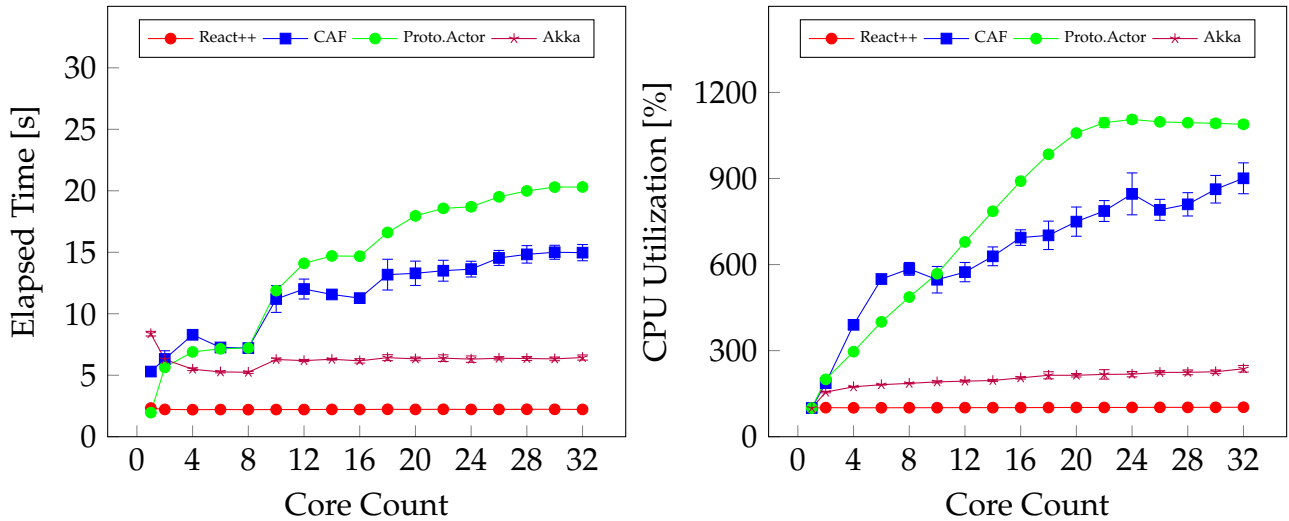 React++ CAF Proto.Actor Akka
30
25
20
15
10
5
0
Elapsed Time [s]
0 4 8 12 16 20 24 28 32
Core Count
React++ CAF Proto.Actor Akka
1200
900
600
300
0
CPU Utilization [%]
0 4 8 12 16 20 24 28 32
Core Count